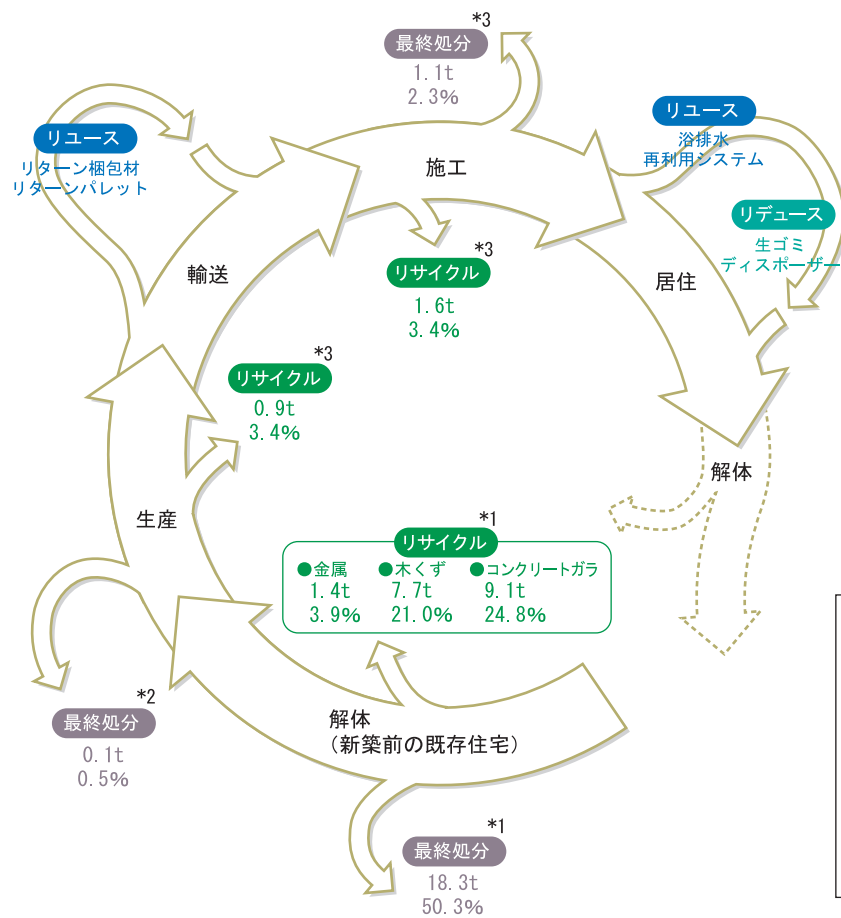 *3
最終処分
1.1t
2.3%
リユース
浴排水
再利用システム
リユース
リターン梱包材
リターンパレット
施工
リデュース
生ゴミ
ディスポーザー
輸送
*3
リサイクル
1.6t
3.4%
居住
*3
リサイクル
0.9t
3.4%
解体
生産
*1
リサイクル
●金属 ●木くず ●コンクリートガラ
1.4t 7.7t 9.1t
3.9% 21.0% 24.8%
*2
最終処分
0.1t
0.5%
解体
（新築前の既存住宅）
*1
最終処分
18.3t
50.3%